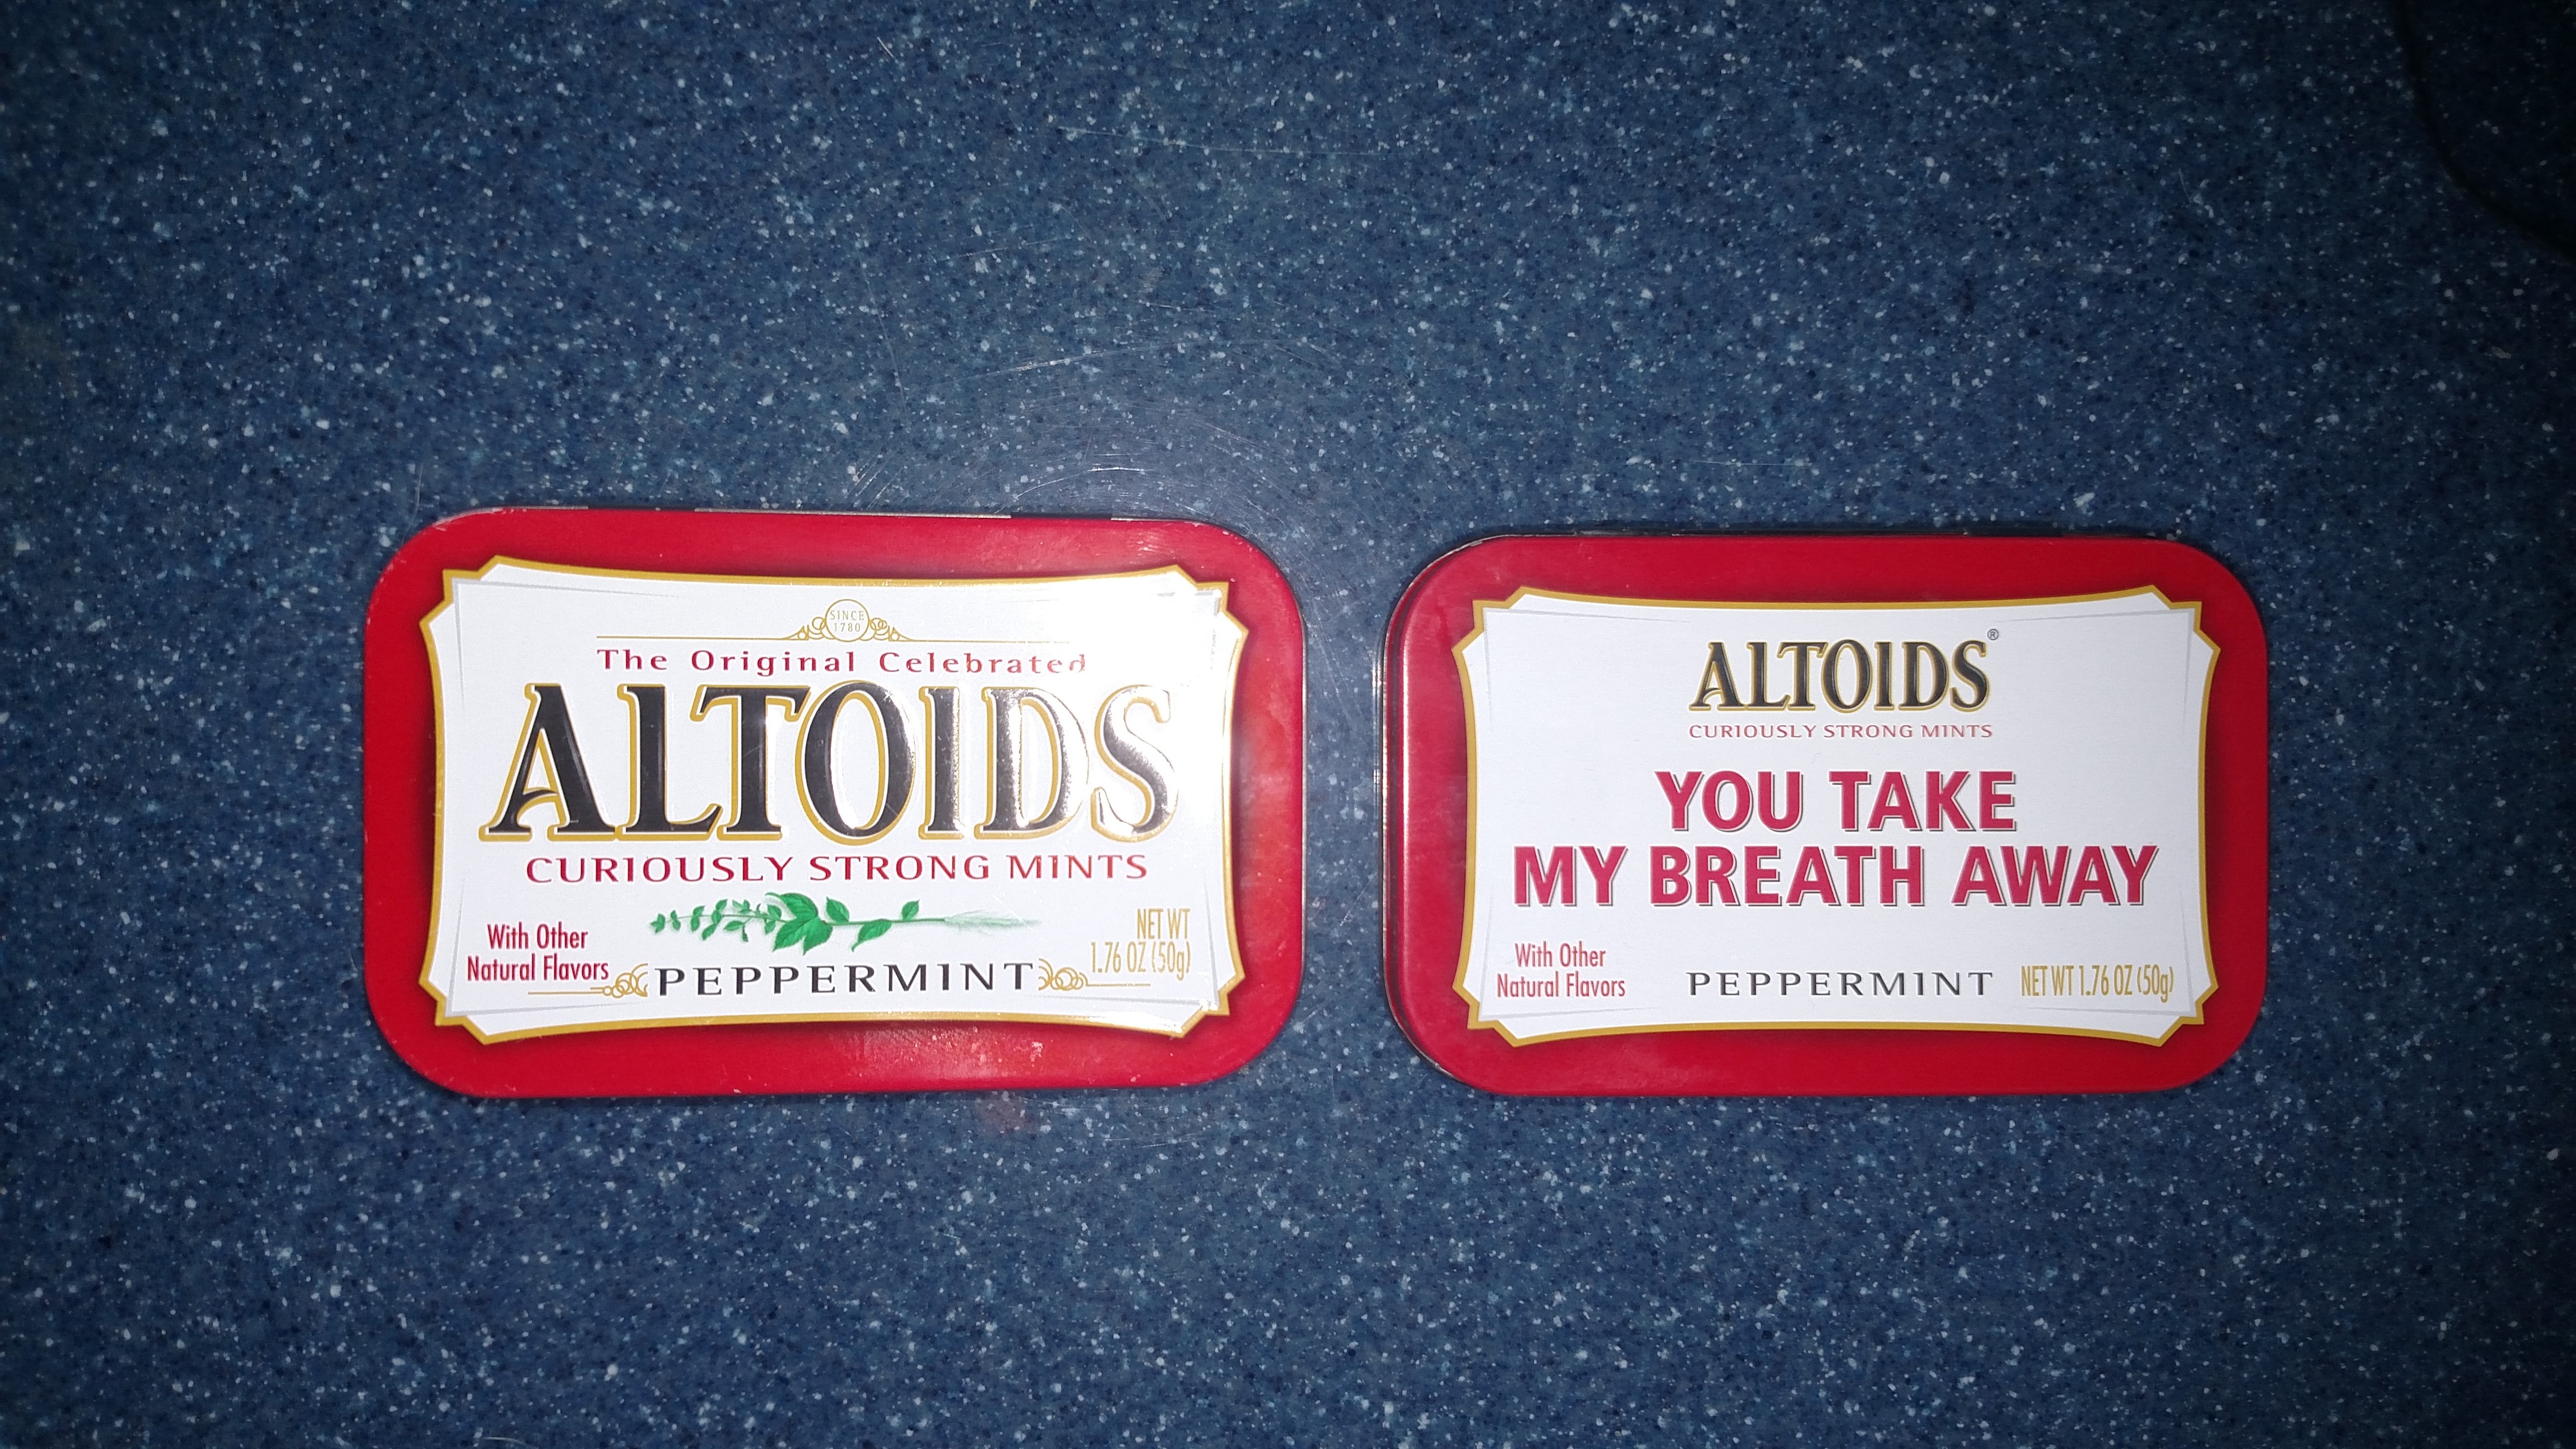 SINCE
1780
The Original Celebrated
ALTOIDS
CURIOUSLY STRONG MINTS
With Other
Natural Flavors
PEPPERMINT
NET WT
1.76 OZ (50g)
ALTOIDS®
CURIOUSLY STRONG MINTS
YOU TAKE
MY BREATH AWAY
With Other
Natural Flavors
PEPPERMINT
NET WT 1.76 OZ (50g)